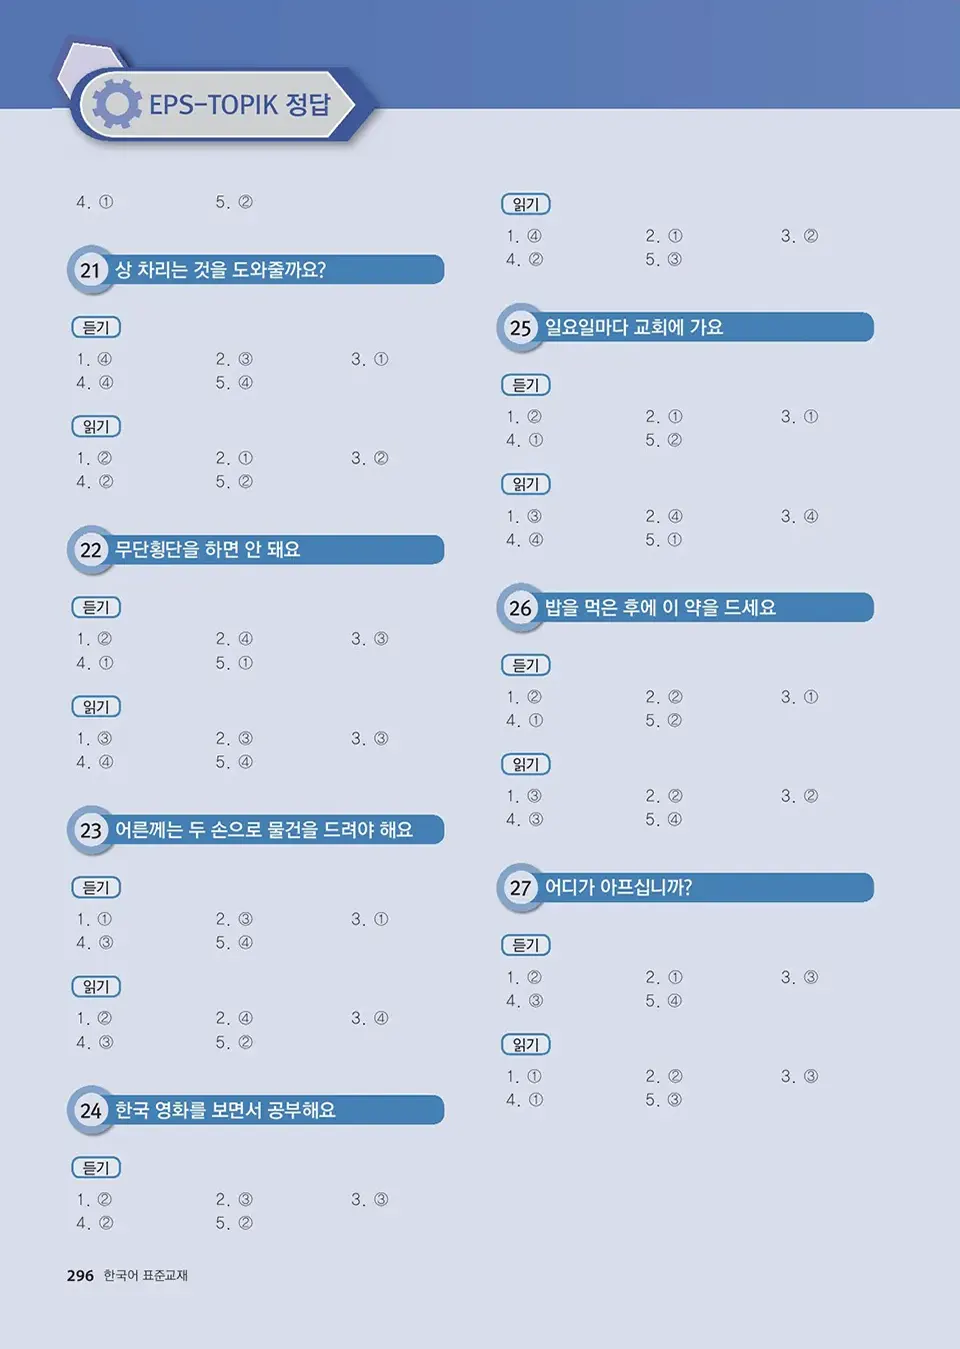 EPS-TOPIK 정답
4. ① 5. ②
21 상 차리는 것을 도와줄까요?
듣기
1. ④ 2. ③ 3. ①
4. ④ 5. ④
읽기
1. ② 2. ① 3. ②
4. ② 5. ②
22 무단횡단을 하면 안 돼요
듣기
1. ② 2. ④ 3. ③
4. ① 5. ①
읽기
1. ③ 2. ③ 3. ③
4. ④ 5. ④
23 어른께는 두 손으로 물건을 드려야 해요
듣기
1. ① 2. ③ 3. ①
4. ③ 5. ④
읽기
1. ② 2. ④ 3. ④
4. ③ 5. ②
24 한국 영화를 보면서 공부해요
듣기
1. ② 2. ③ 3. ③
4. ② 5. ②
읽기
1. ④ 2. ① 3. ②
4. ② 5. ③
25 일요일마다 교회에 가요
듣기
1. ② 2. ① 3. ①
4. ① 5. ②
읽기
1. ③ 2. ④ 3. ④
4. ④ 5. ①
26 밥을 먹은 후에 이 약을 드세요
듣기
1. ② 2. ② 3. ①
4. ① 5. ②
읽기
1. ③ 2. ② 3. ②
4. ③ 5. ④
27 어디가 아프십니까?
듣기
1. ② 2. ① 3. ③
4. ③ 5. ④
읽기
1. ① 2. ② 3. ③
4. ① 5. ③
296 한국어 표준교재